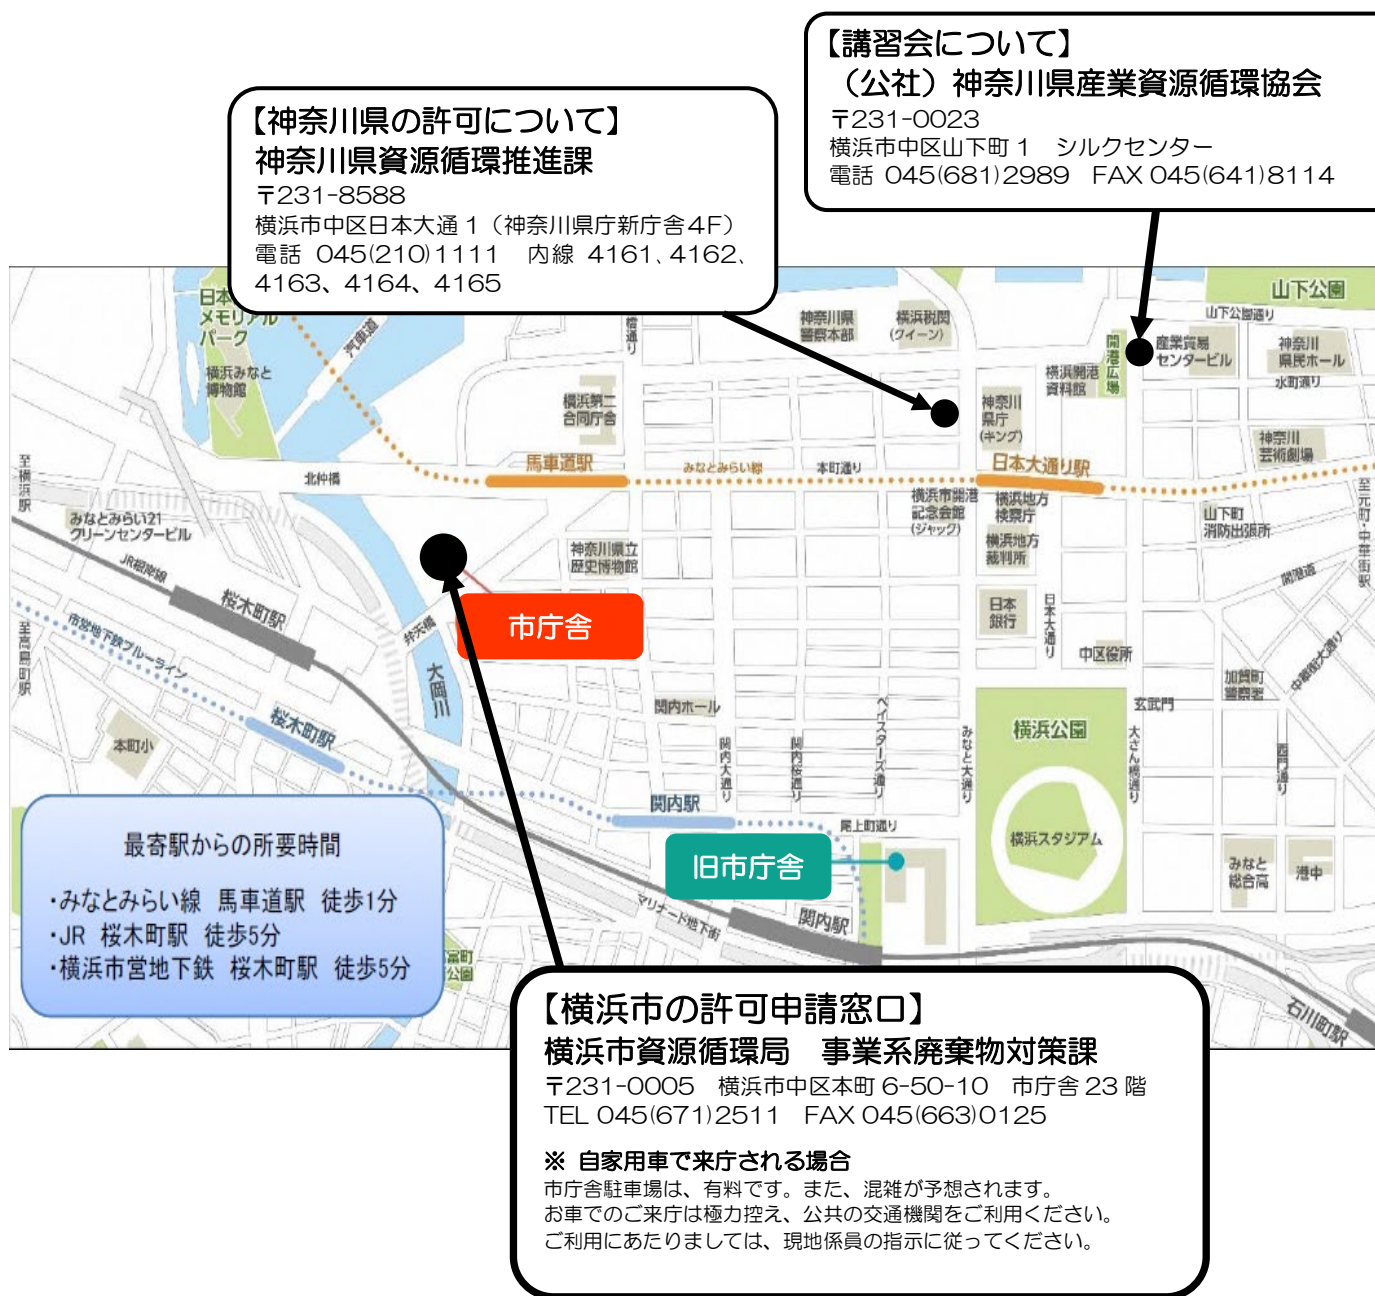 【講習会について】
（公社）神奈川県産業資源循環協会
〒231-0023
横浜市中区山下町1　シルクセンター
電話 045(681)2989　FAX 045(641)8114
【神奈川県の許可について】
神奈川県資源循環推進課
〒231-8588
横浜市中区日本大通1（神奈川県庁新庁舎4F）
電話 045(210)1111　内線 4161、4162、
4163、4164、4165
日本
メモリアル
パーク
汽車道
横浜みなと
博物館
橋通り
横浜第二
合同庁舎
神奈川県
警察本部
横浜税関
(クイーン)
神奈川
県庁
(キング)
横浜開港
資料館
開港広場
産業貿易
センタービル
山下公園
山下公園通り
神奈川
県民ホール
水町通り
神奈川
芸術劇場
至横浜駅
北仲橋
馬車道駅
みなとみらい線
本町通り
日本大通り駅
至元町・中華街駅
みなとみらい21
クリーンセンタービル
JR根岸線
桜木町駅
神奈川県立
歴史博物館
横浜市開港
記念会館
(ジャック)
横浜地方
検察庁
横浜地方
裁判所
山下町
消防出張所
開港道
市庁舎
弁天橋
大岡川
日本
銀行
日本大通り
中区役所
加賀町
警察署
中華街大通り
至高島町駅
市営地下鉄ブルーライン
桜木町駅
本町小
関内ホール
関内大通り
関内桜通り
ベイスターズ通り
みなと大通り
横浜公園
大さん橋通り
玄武門
西門通り
関内駅
尾上町通り
旧市庁舎
横浜スタジアム
みなと
総合高
港中
マリナード地下街
関内駅
富町
公園
石川町駅
最寄駅からの所要時間
・みなとみらい線 馬車道駅 徒歩1分
・JR 桜木町駅 徒歩5分
・横浜市営地下鉄 桜木町駅 徒歩5分
【横浜市の許可申請窓口】
横浜市資源循環局　事業系廃棄物対策課
〒231-0005　横浜市中区本町6-50-10　市庁舎23階
TEL 045(671)2511　FAX 045(663)0125
※ 自家用車で来庁される場合
市庁舎駐車場は、有料です。また、混雑が予想されます。
お車でのご来庁は極力控え、公共の交通機関をご利用ください。
ご利用にあたりましては、現地係員の指示に従ってください。